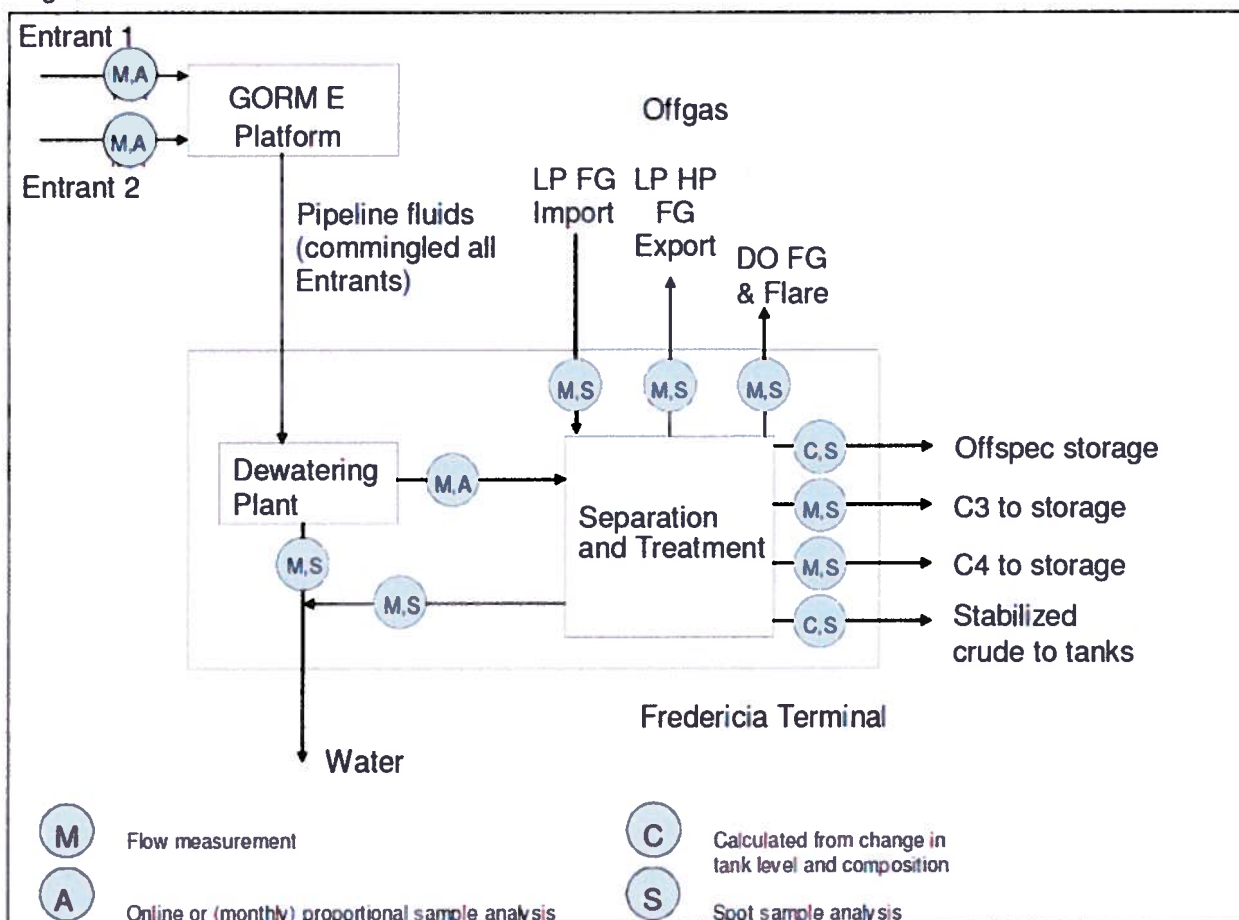 Entrant 1
M,A
GORM E
Platform
M,A
Entrant 2
Offgas
LP FG
Import
LP HP
FG
Export
DO FG
& Flare
Pipeline fluids
(commingled all
Entrants)
M,S
M,S
M,S
Dewatering
Plant
M,A
Separation
and Treatment
C,S
Offspec storage
M,S
C3 to storage
M,S
C4 to storage
C,S
Stabilized
crude to tanks
M,S
M,S
Fredericia Terminal
Water
M
Flow measurement
C
Calculated from change in
tank level and composition
A
Online or (monthly) proportional sample analysis
S
Spot sample analysis